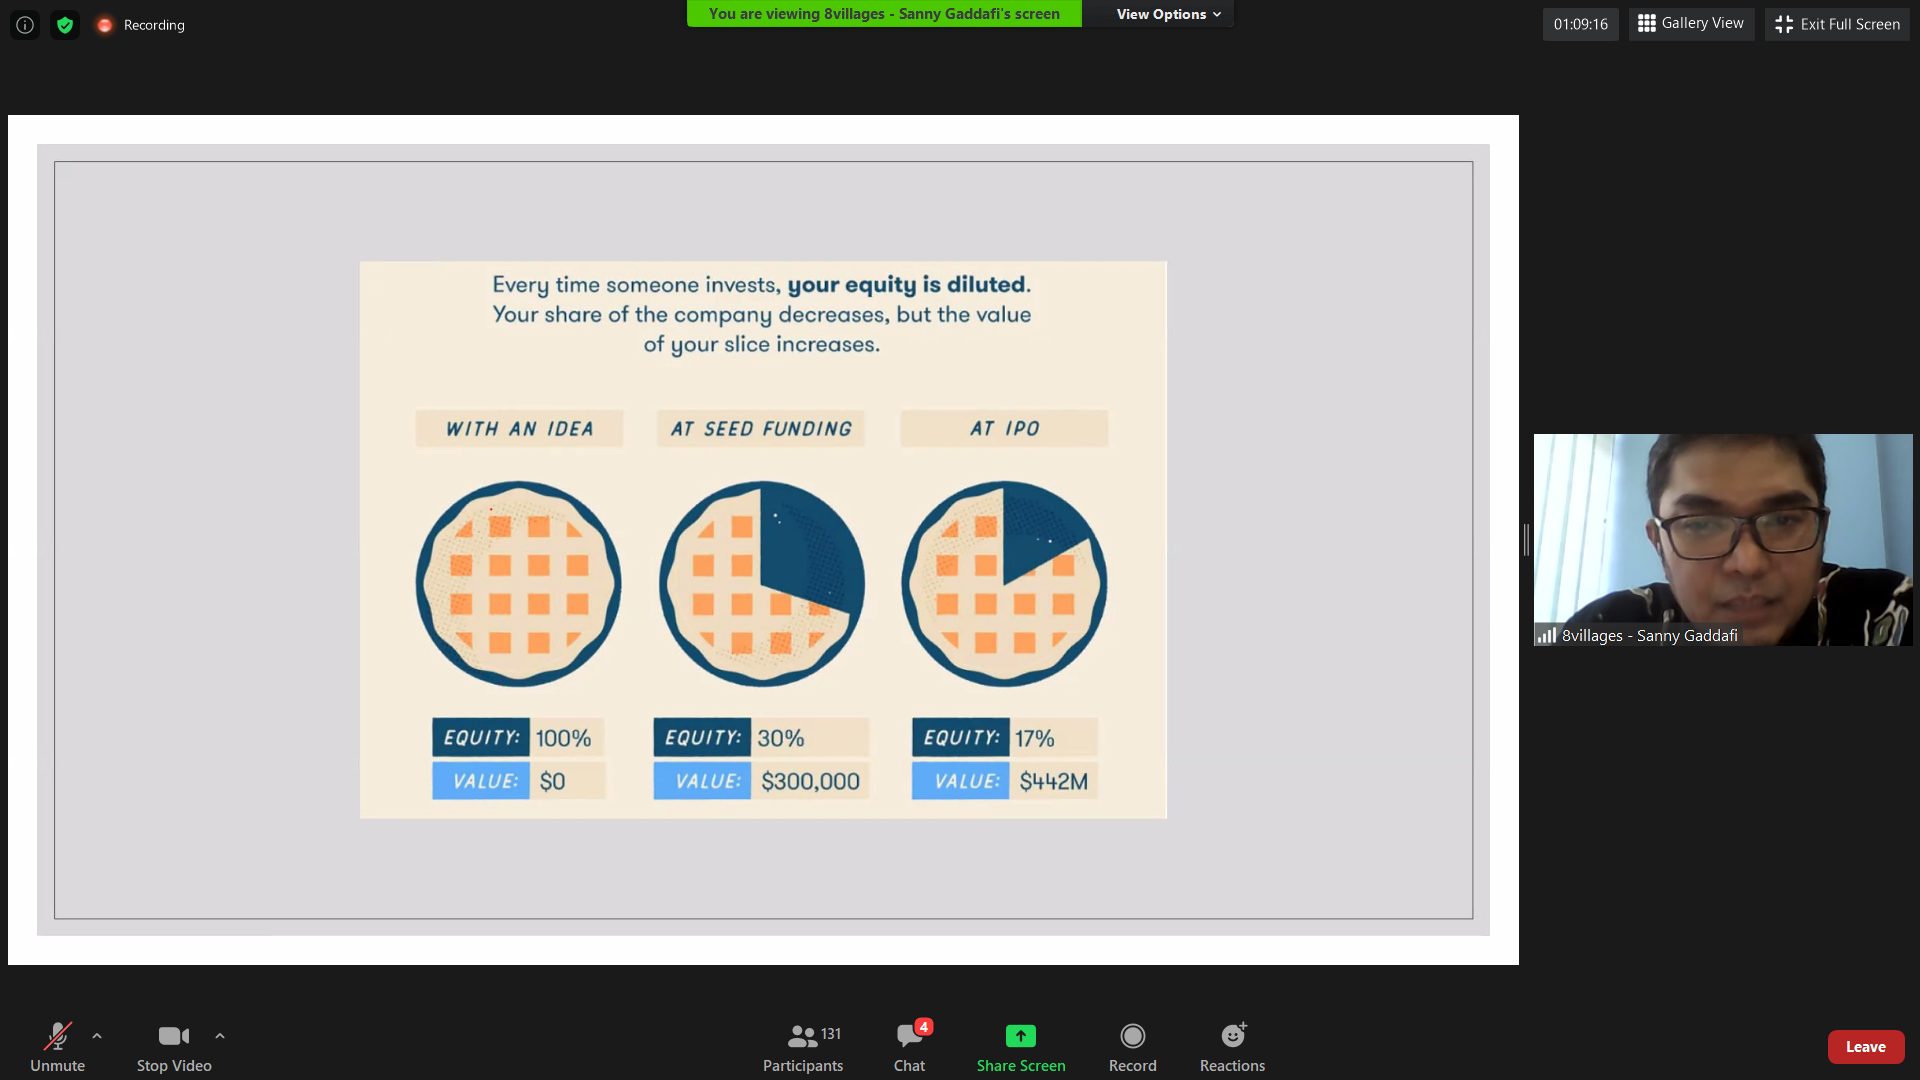 Recording
You are viewing 8villages - Sanny Gaddafi's screen
View Options
01:09:16
Gallery View
Exit Full Screen
Every time someone invests, your equity is diluted.
Your share of the company decreases, but the value
of your slice increases.
WITH AN IDEA
AT SEED FUNDING
AT IPO
EQUITY: 100%
VALUE: $0
EQUITY: 30%
VALUE: $300,000
EQUITY: 17%
VALUE: $442M
8villages - Sanny Gaddafi
Unmute
Stop Video
131
Participants
4
Chat
Share Screen
Record
Reactions
Leave